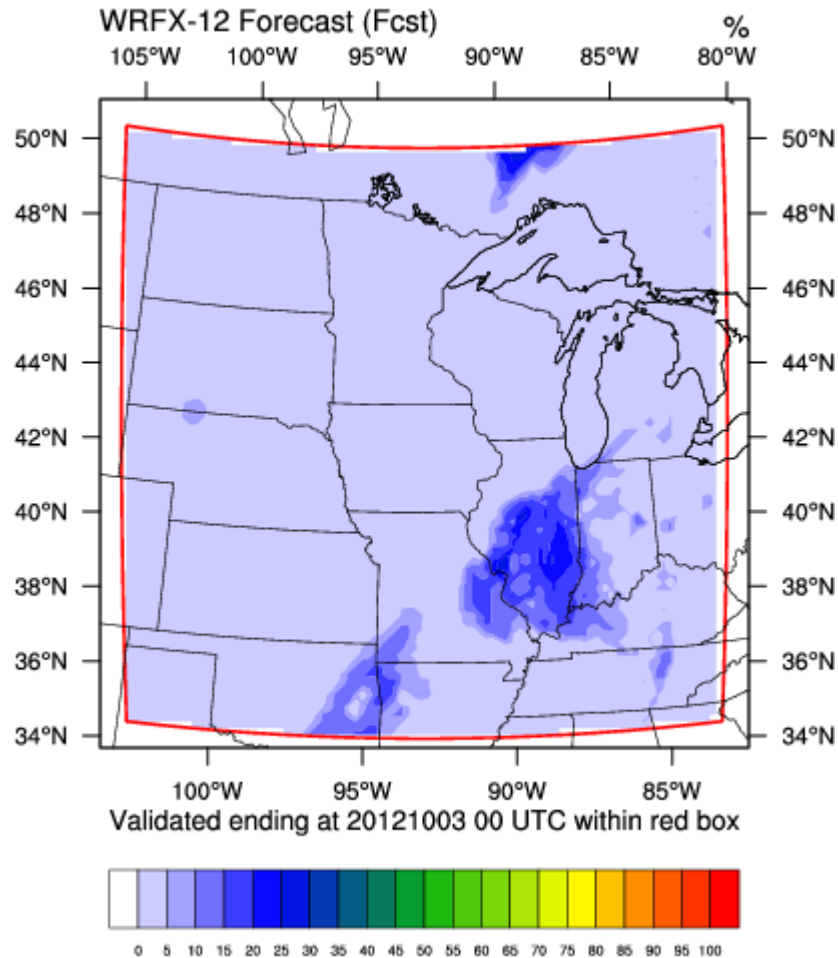 WRFX-12 Forecast (Fcst) %
105°W 100°W 95°W 90°W 85°W 80°W
50°N 50°N
48°N 48°N
46°N 46°N
44°N 44°N
42°N 42°N
40°N 40°N
38°N 38°N
36°N 36°N
34°N 34°N
100°W 95°W 90°W 85°W
Validated ending at 20121003 00 UTC within red box
0 5 10 15 20 25 30 35 40 45 50 55 60 65 70 75 80 85 90 95 100